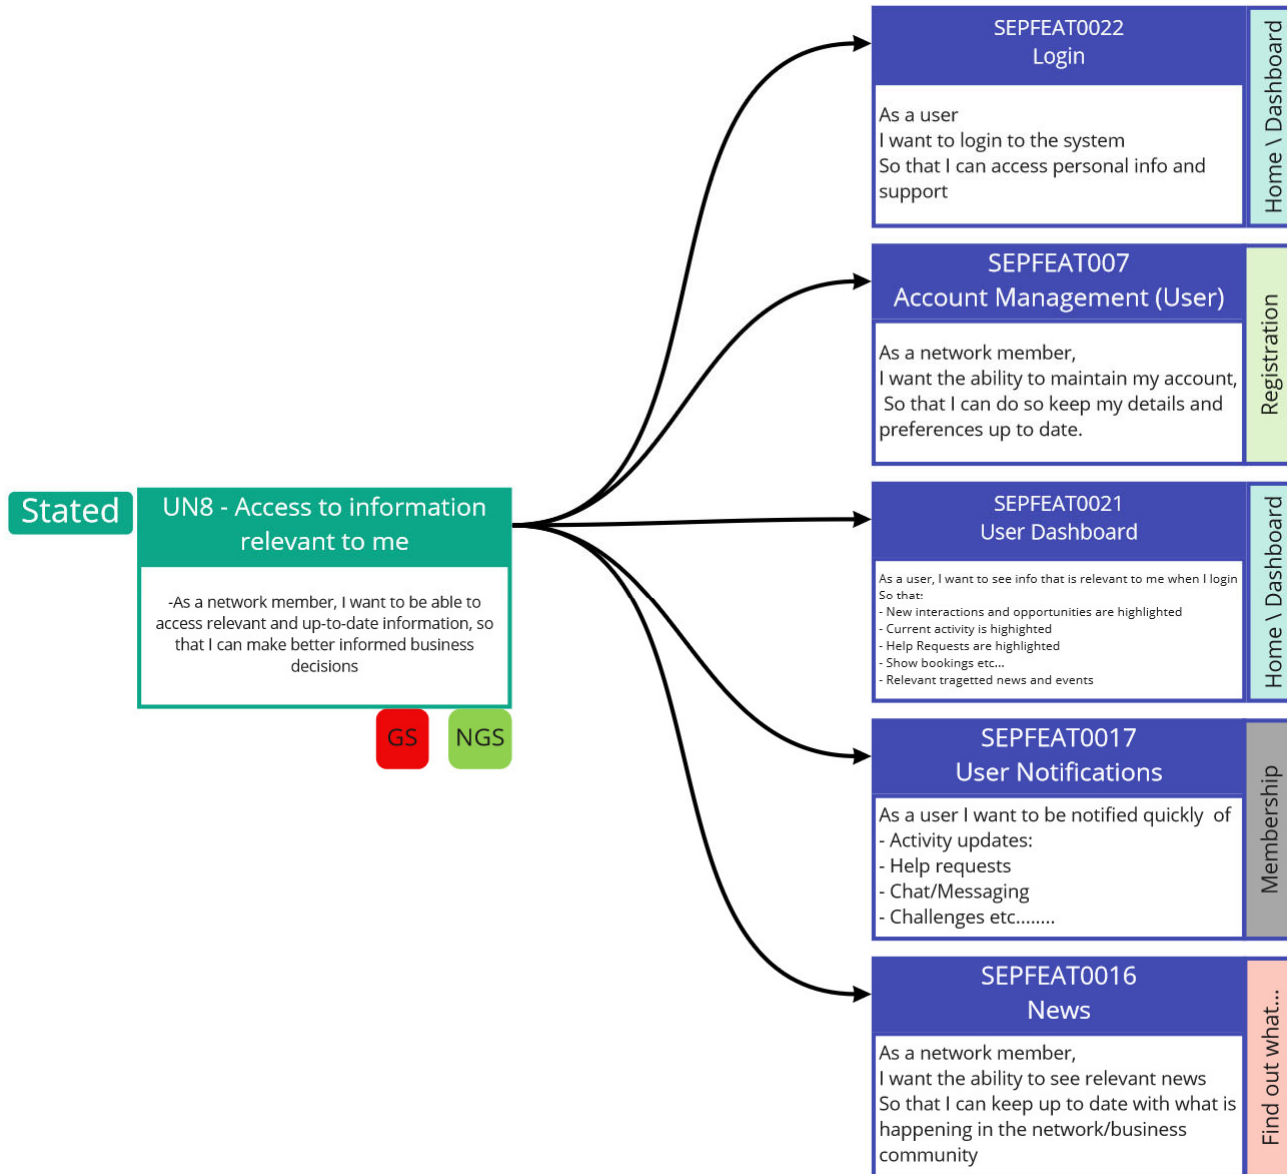 SEPFEAT0022
Login
As a user
I want to login to the system
So that I can access personal info and
support
Home \ Dashboard
SEPFEAT007
Account Management (User)
As a network member,
I want the ability to maintain my account,
So that I can do so keep my details and
preferences up to date.
Registration
Stated
UN8 - Access to information
relevant to me
-As a network member, I want to be able to
access relevant and up-to-date information, so
that I can make better informed business
decisions
GS
NGS
SEPFEAT0021
User Dashboard
As a user, I want to see info that is relevant to me when I login
So that:
- New interactions and opportunities are highlighted
- Current activity is highighted
- Help Requests are highlighted
- Show bookings etc...
- Relevant tragetted news and events
Home \ Dashboard
SEPFEAT0017
User Notifications
As a user I want to be notified quickly  of
- Activity updates:
- Help requests
- Chat/Messaging
- Challenges etc........
Membership
SEPFEAT0016
News
As a network member,
I want the ability to see relevant news
So that I can keep up to date with what is
happening in the network/business
community
Find out what...